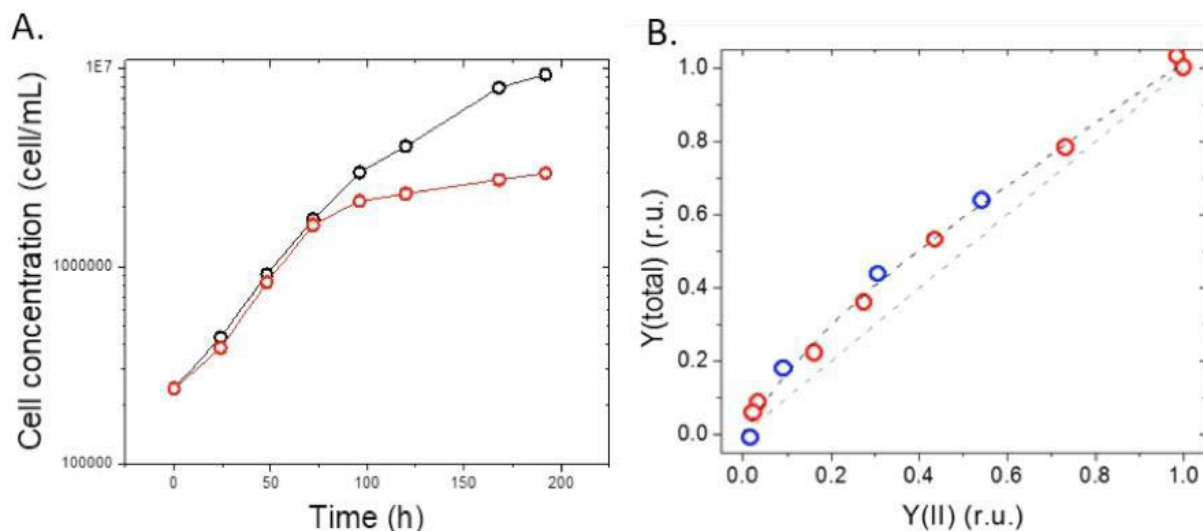 A.
Cell concentration (cell/mL)
1E7
1000000
100000
0
50
100
150
200
Time (h)
B.
Y(total) (r.u.)
1.0
0.8
0.6
0.4
0.2
0.0
0.0
0.2
0.4
0.6
0.8
1.0
Y(II) (r.u.)